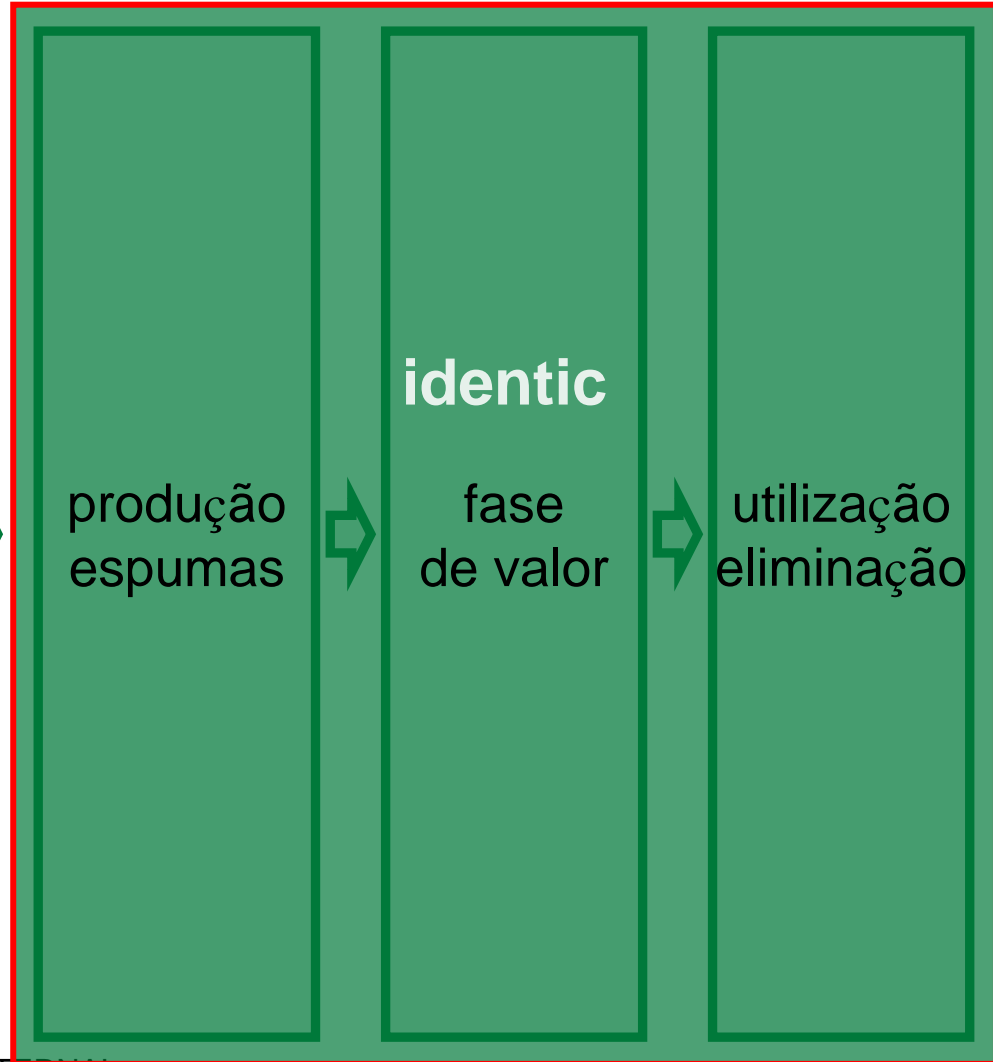 identic
produção
espumas
fase
de valor
utilização
eliminação